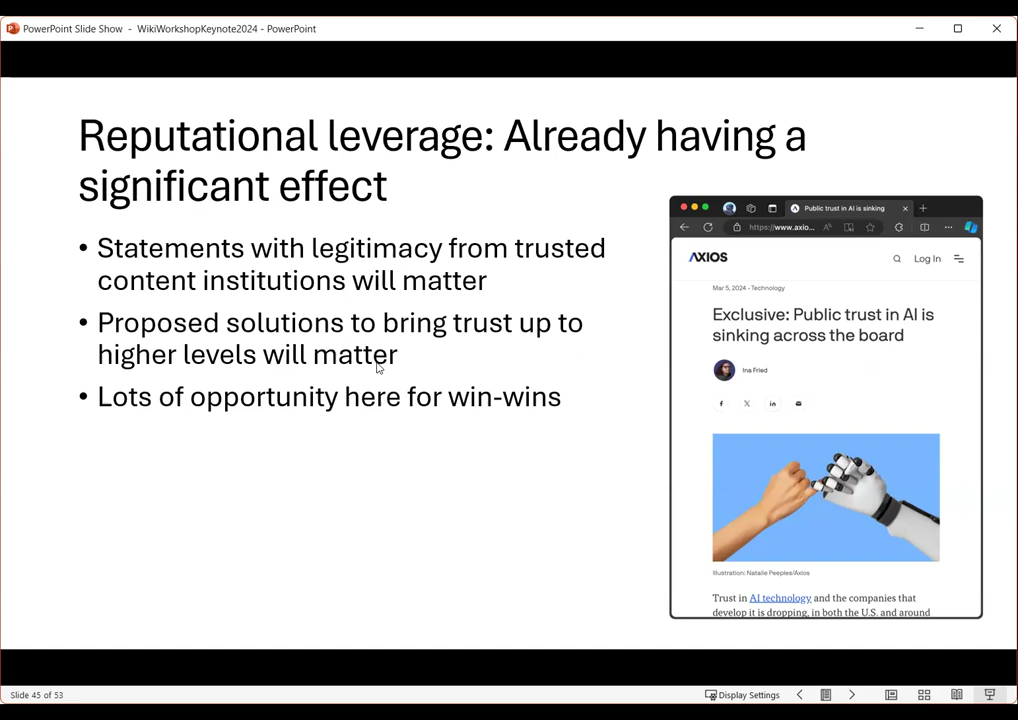 PowerPoint Slide Show - WikiWorkshopKeynote2024 - PowerPoint
Reputational leverage: Already having a
significant effect
• Statements with legitimacy from trusted
content institutions will matter
• Proposed solutions to bring trust up to
higher levels will matter
• Lots of opportunity here for win-wins
Public trust in AI is sinking
https://www.axio...
AXIOS
Log In
Mar 5, 2024 - Technology
Exclusive: Public trust in AI is
sinking across the board
Ina Fried
Illustration: Natalie Peeples/Axios
Trust in AI technology and the companies that
develop it is dropping, in both the U.S. and around
Slide 45 of 53
Display Settings